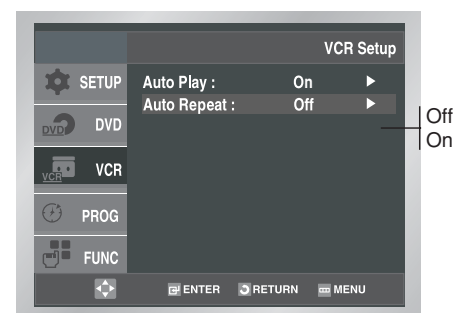 VCR Setup
SETUP
Auto Play : On ►
Auto Repeat : Off ►
Off
On
DVD DVD
VCR VCR
PROG
FUNC
ENTER RETURN MENU